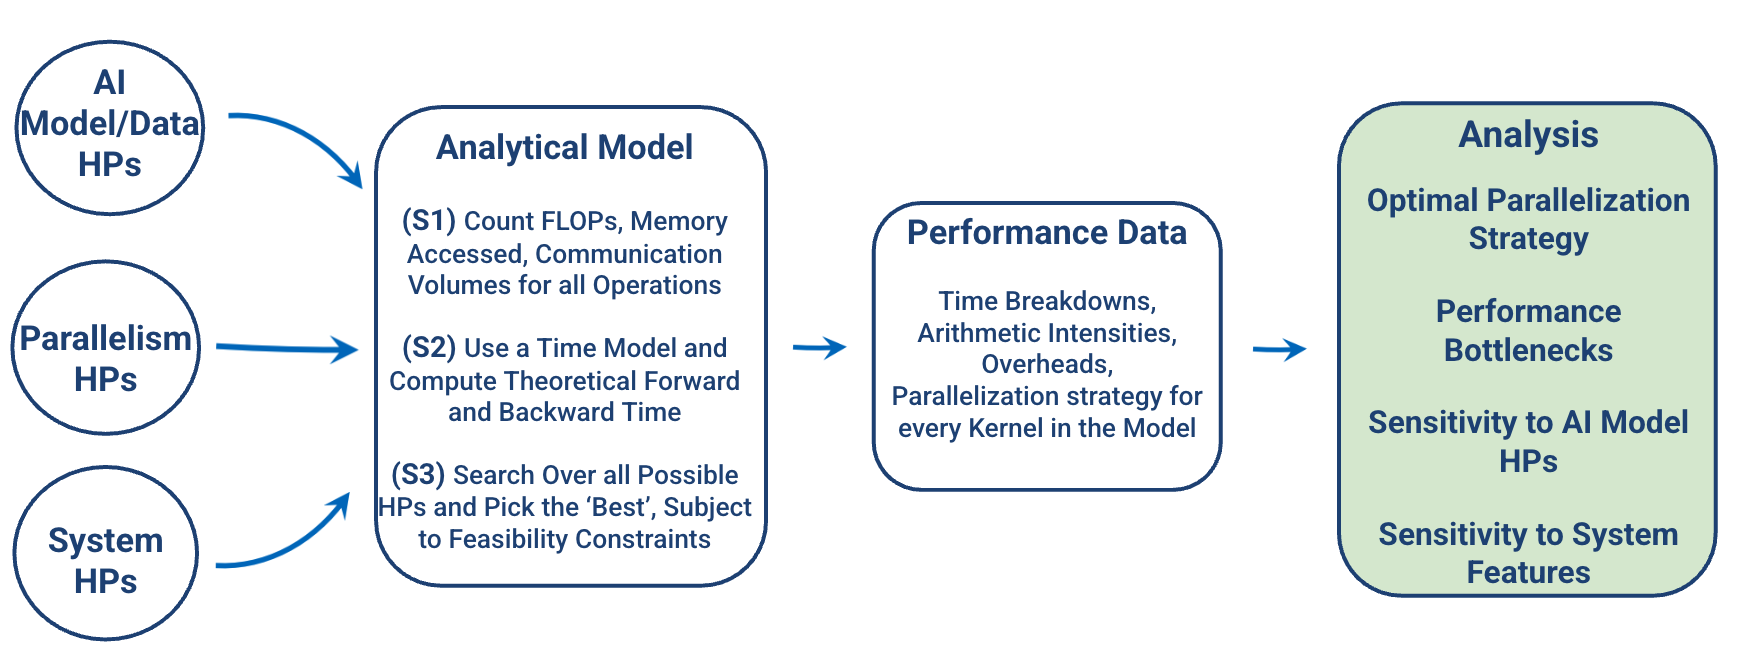 AI
Model/Data
HPs
Parallelism
HPs
System
HPs
Analytical Model
(S1) Count FLOPs, Memory
Accessed, Communication
Volumes for all Operations
(S2) Use a Time Model and
Compute Theoretical Forward
and Backward Time
(S3) Search Over all Possible
HPs and Pick the ‘Best’, Subject
to Feasibility Constraints
Performance Data
Time Breakdowns,
Arithmetic Intensities,
Overheads,
Parallelization strategy for
every Kernel in the Model
Analysis
Optimal Parallelization
Strategy
Performance
Bottlenecks
Sensitivity to AI Model
HPs
Sensitivity to System
Features